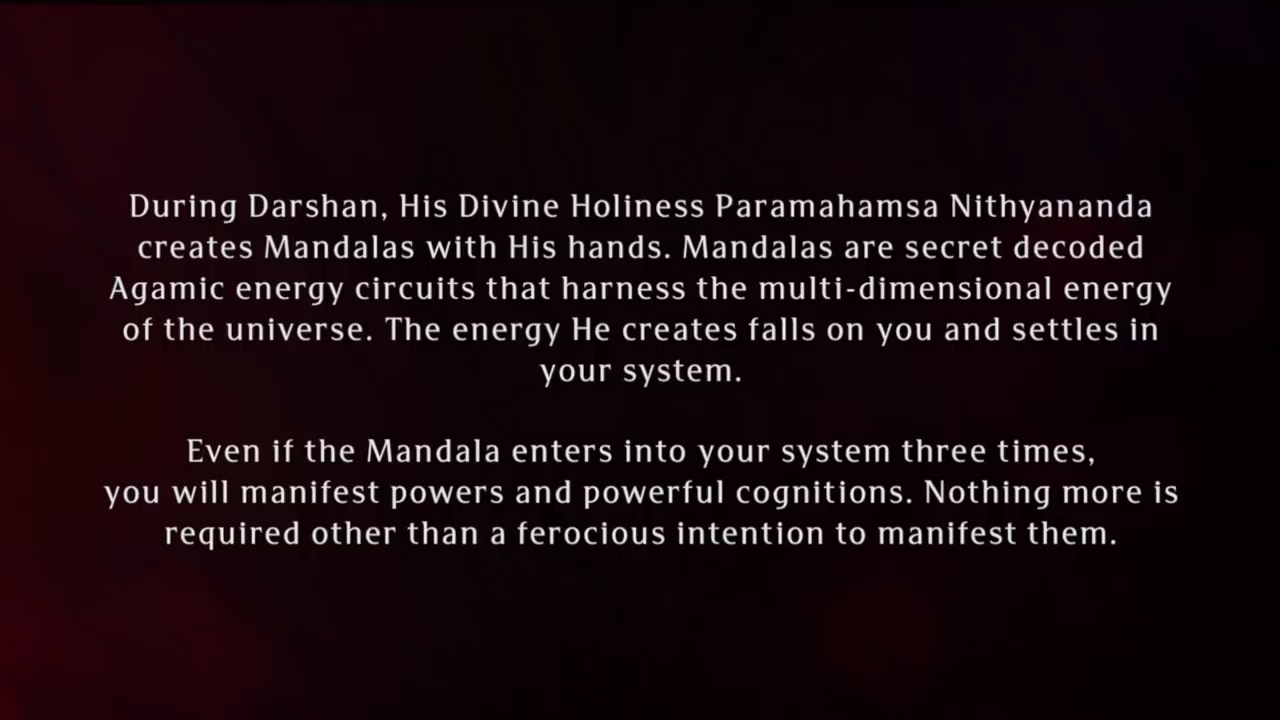 During Darshan, His Divine Holiness Paramahamsa Nithyananda
creates Mandalas with His hands. Mandalas are secret decoded
Agamic energy circuits that harness the multi-dimensional energy
of the universe. The energy He creates falls on you and settles in
your system.
Even if the Mandala enters into your system three times,
you will manifest powers and powerful cognitions. Nothing more is
required other than a ferocious intention to manifest them.